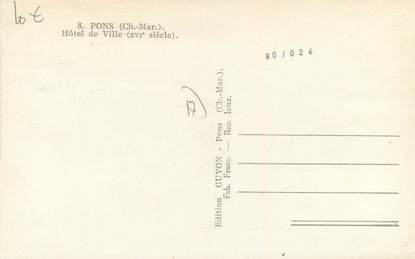 8. PONS (Ch.-Mar.).
Hôtel de Ville (XVIᵉ siècle).
80/024
Edition GUYON - Pons (Ch.-Mar.).
Fab. Franc. — Rep. Inter.